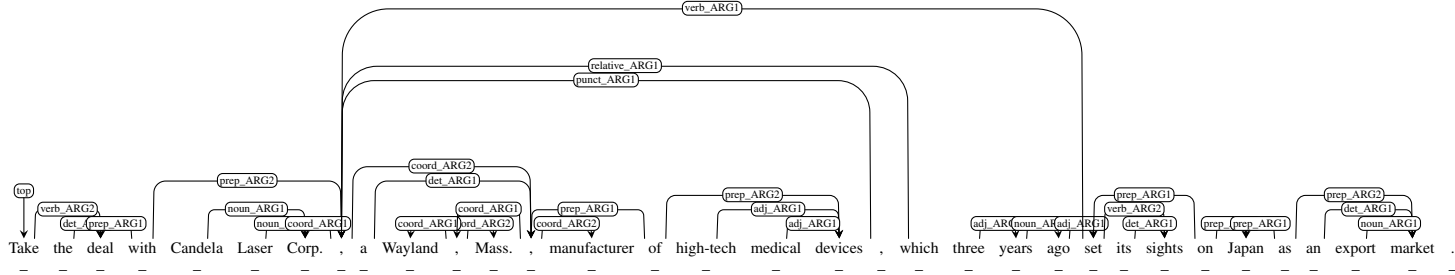 verb_ARG1
relative_ARG1
punct_ARG1
coord_ARG2
top prep_ARG2 det_ARG1 prep_ARG2 prep_ARG1 prep_ARG2
verb_ARG2 noun_ARG1 coord_ARG1 prep_ARG1 adj_ARG1 verb_ARG2 det_ARG1
prep_ARG1 coord_ARG1 coord_ARG1 coord_ARG2 adj_ARG1 det_ARG1 prep_ARG1 noun_ARG1
Take the deal with Candela Laser Corp. , a Wayland , Mass. , manufacturer of high-tech medical devices , which three years ago set its sights on Japan as an export market .
_ _ _ _ _ _ _ _ _ _ _ _ _ _ _ _ _ _ _ _ _ _ _ _ _ _ _ _ _ _ _ _ _